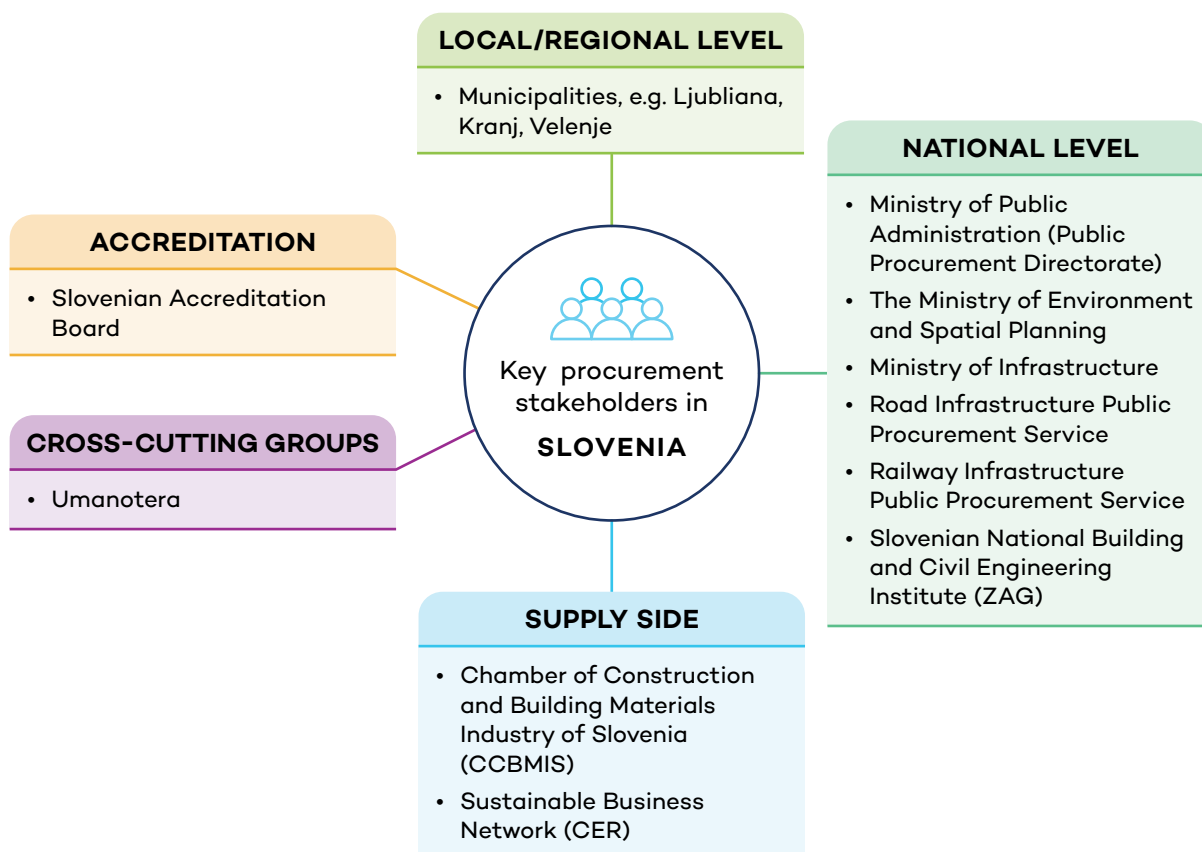 LOCAL/REGIONAL LEVEL
• Municipalities, e.g. Ljubliana,
Kranj, Velenje
NATIONAL LEVEL
• Ministry of Public
Administration (Public
Procurement Directorate)
• The Ministry of Environment
and Spatial Planning
• Ministry of Infrastructure
• Road Infrastructure Public
Procurement Service
• Railway Infrastructure
Public Procurement Service
• Slovenian National Building
and Civil Engineering
Institute (ZAG)
ACCREDITATION
• Slovenian Accreditation
Board
Key procurement
stakeholders in
SLOVENIA
CROSS-CUTTING GROUPS
• Umanotera
SUPPLY SIDE
• Chamber of Construction
and Building Materials
Industry of Slovenia
(CCBMIS)
• Sustainable Business
Network (CER)